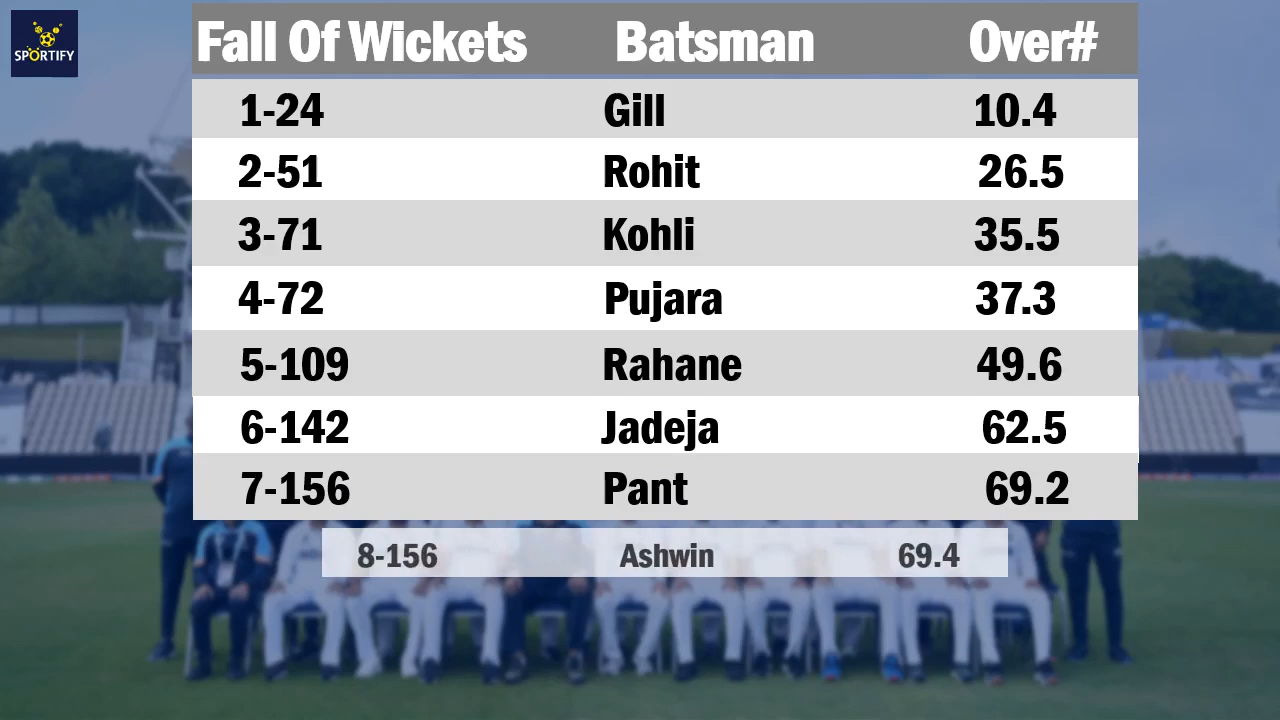 SPORTIFY
Fall Of Wickets Batsman Over#
1-24 Gill 10.4
2-51 Rohit 26.5
3-71 Kohli 35.5
4-72 Pujara 37.3
5-109 Rahane 49.6
6-142 Jadeja 62.5
7-156 Pant 69.2
8-156 Ashwin 69.4